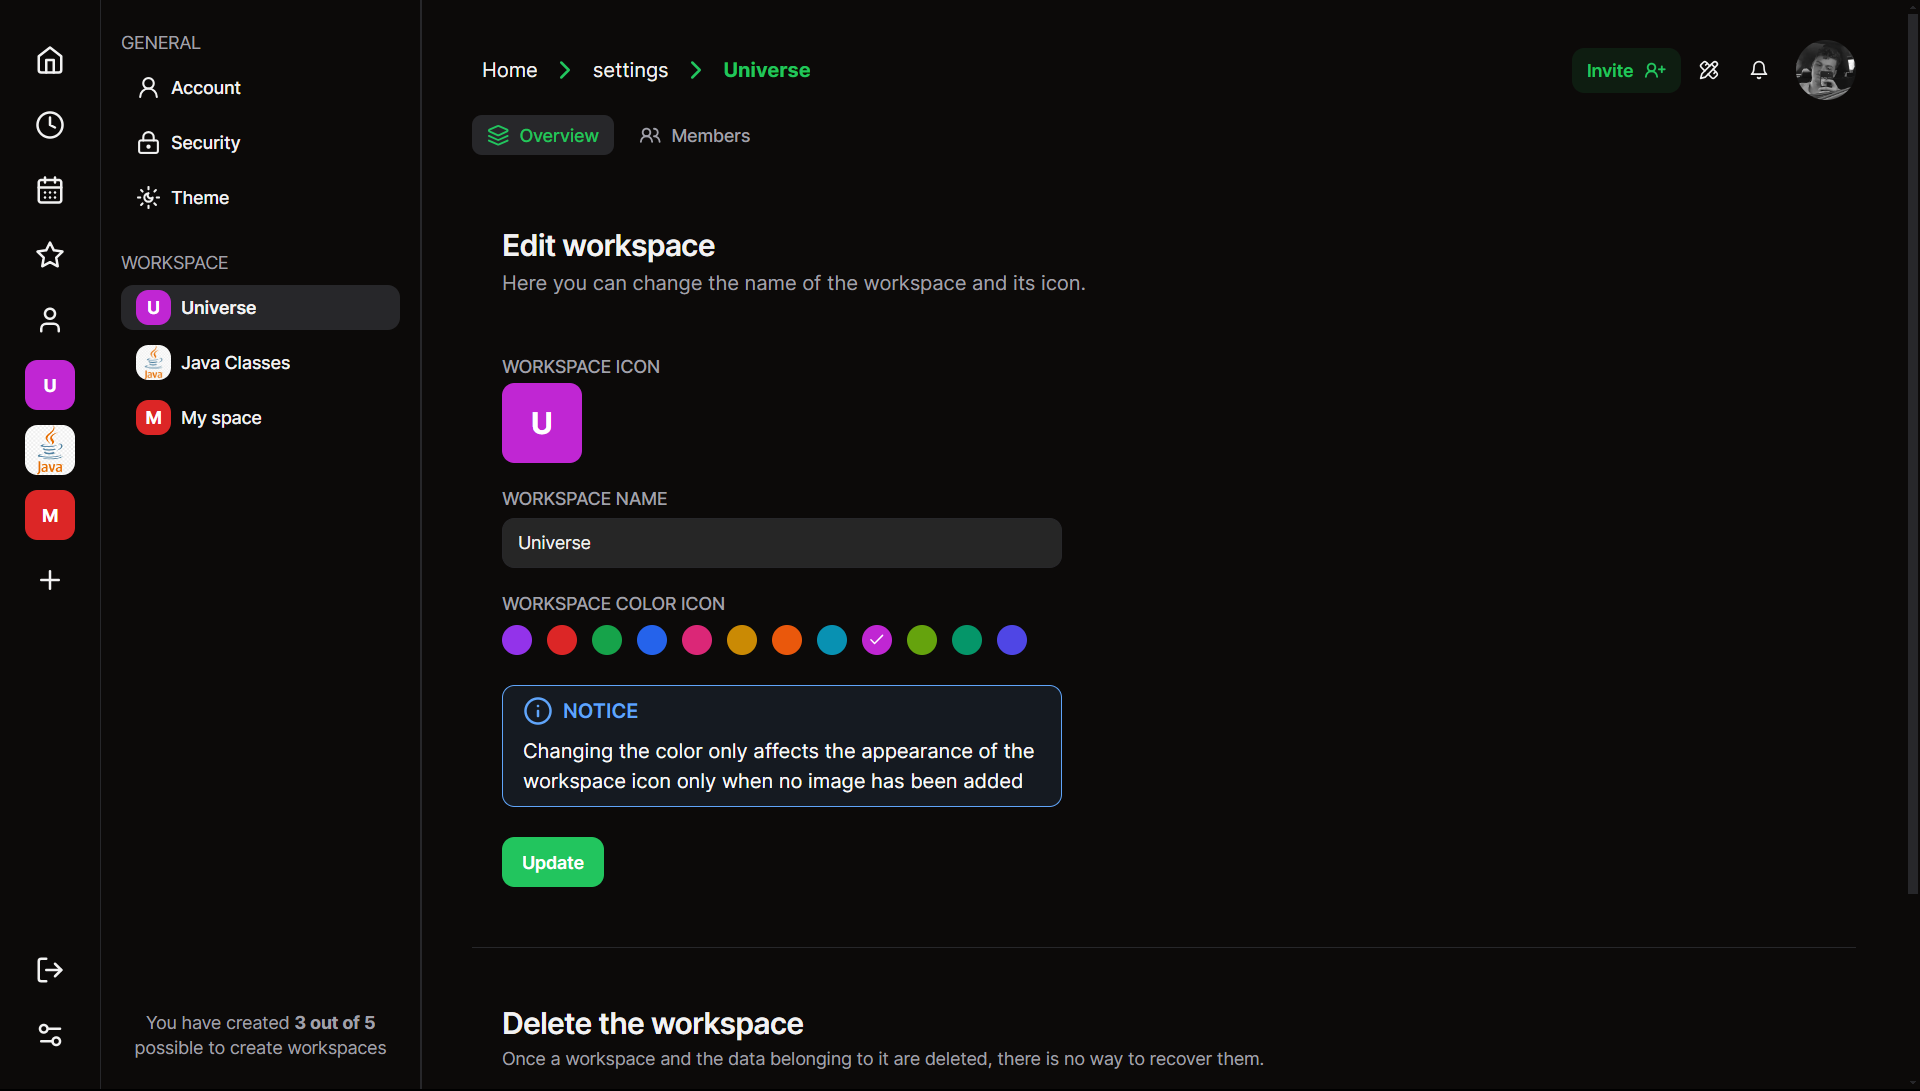 GENERAL
Account
Security
Theme
WORKSPACE
U Universe
Java Java Classes
M My space
U
Java
M
You have created 3 out of 5
possible to create workspaces
Home settings Universe
Invite
Overview Members
Edit workspace
Here you can change the name of the workspace and its icon.
WORKSPACE ICON
U
WORKSPACE NAME
Universe
WORKSPACE COLOR ICON
NOTICE
Changing the color only affects the appearance of the
workspace icon only when no image has been added
Update
Delete the workspace
Once a workspace and the data belonging to it are deleted, there is no way to recover them.